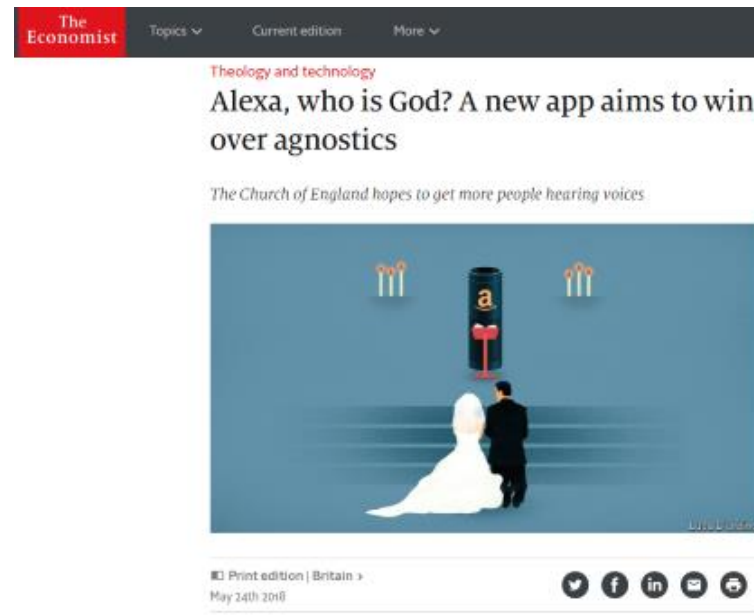 The
Economist
Topics
Current edition
More
Theology and technology
Alexa, who is God? A new app aims to win
over agnostics
The Church of England hopes to get more people hearing voices
a
Print edition | Britain >
May 24th 2018